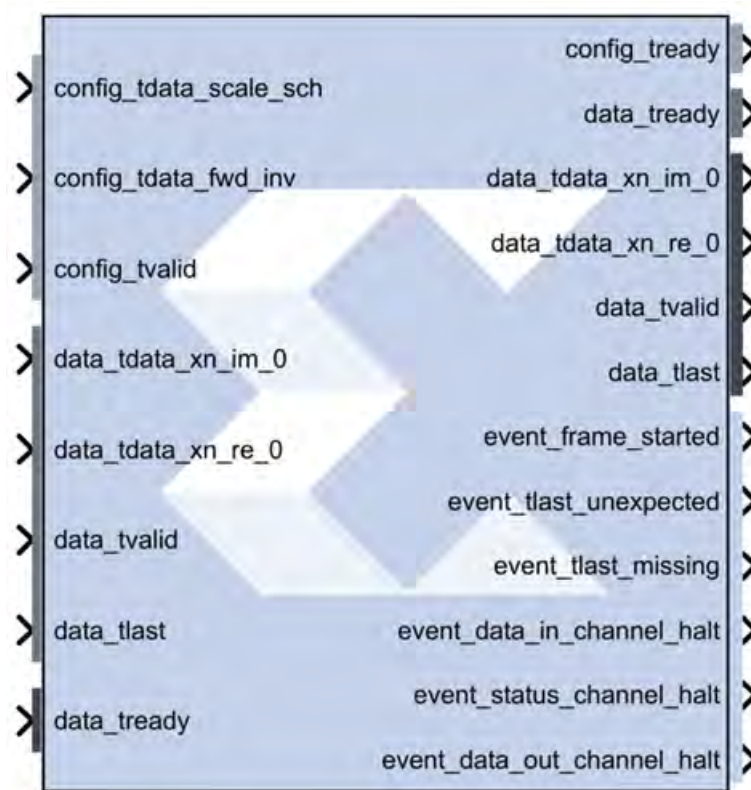 config_tdata_scale_sch
config_tdata_fwd_inv
config_tvalid
data_tdata_xn_im_0
data_tdata_xn_re_0
data_tvalid
data_tlast
data_tready
config_tready
data_tready
data_tdata_xn_im_0
data_tdata_xn_re_0
data_tvalid
data_tlast
event_frame_started
event_tlast_unexpected
event_tlast_missing
event_data_in_channel_halt
event_status_channel_halt
event_data_out_channel_halt